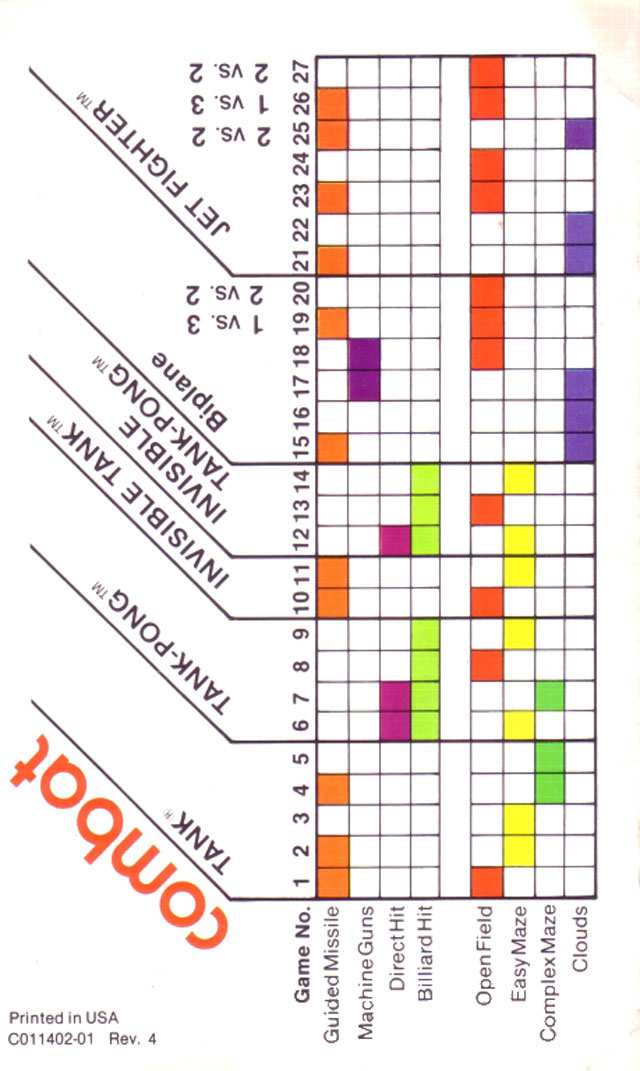 combat
TANK®
TANK-PONG™
INVISIBLE TANK™
INVISIBLE
TANK-PONG™
Biplane
1 vs. 3
2 vs. 2
JET FIGHTER™
2 vs. 2
1 vs. 3
2 vs. 2
Game No. 1 2 3 4 5 6 7 8 9 10 11 12 13 14 15 16 17 18 19 20 21 22 23 24 25 26 27
Guided Missile
Machine Guns
Direct Hit
Billiard Hit
Open Field
Easy Maze
Complex Maze
Clouds
Printed in USA
C011402-01 Rev. 4